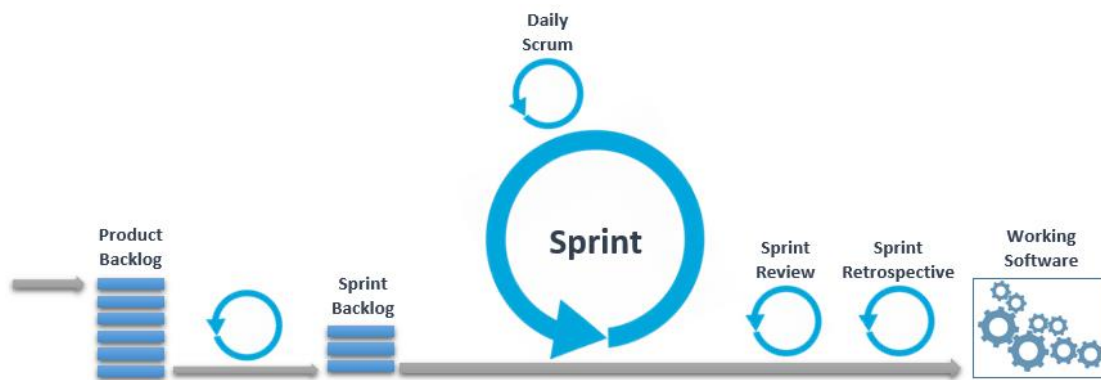 Daily
Scrum
Sprint
Product
Backlog
Sprint
Backlog
Sprint
Review
Sprint
Retrospective
Working
Software